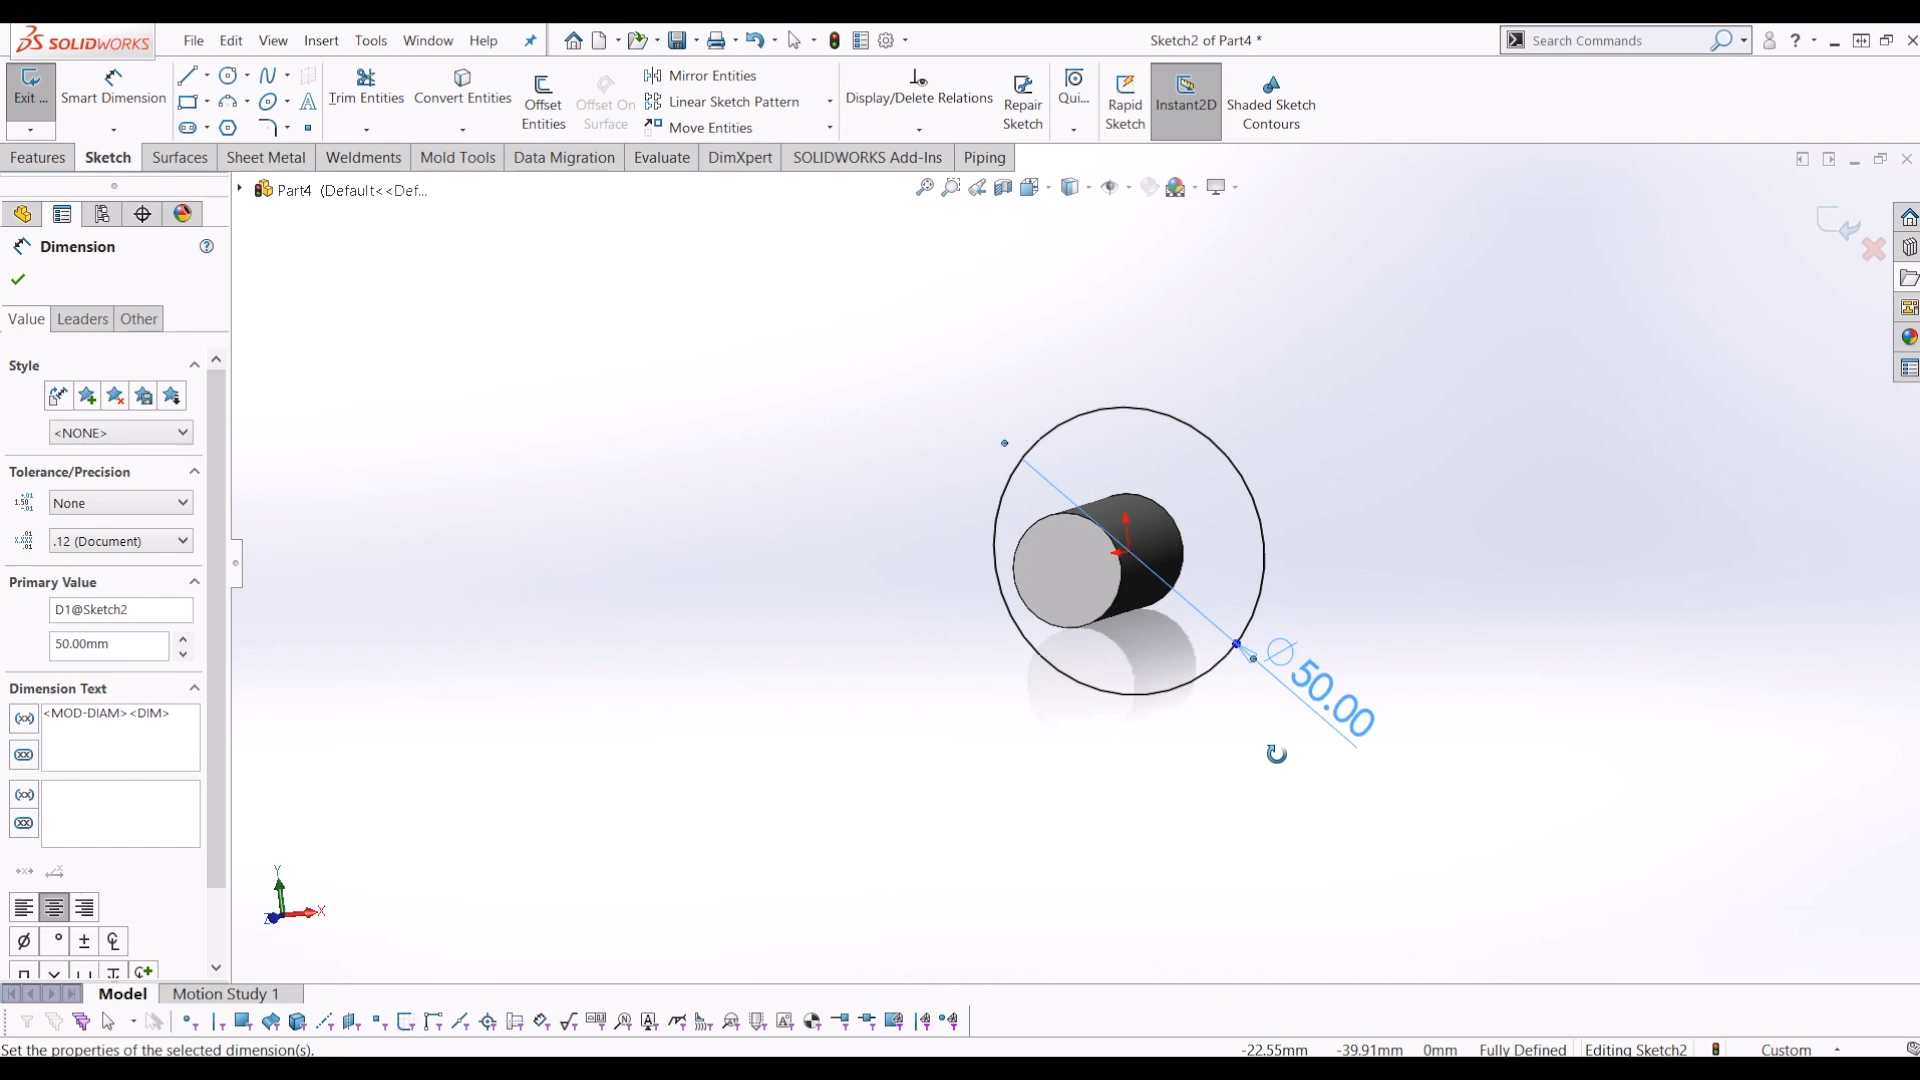 SOLIDWORKS File Edit View Insert Tools Window Help Sketch2 of Part4 * Search Commands ?
Exit ... Smart Dimension Trim Entities Convert Entities Offset Entities Offset On Surface Mirror Entities Display/Delete Relations Repair Sketch Qui... Rapid Sketch Instant2D Shaded Sketch Contours
Linear Sketch Pattern
Move Entities
Features Sketch Surfaces Sheet Metal Weldments Mold Tools Data Migration Evaluate DimXpert SOLIDWORKS Add-Ins Piping
Part4 (Default<<Def...
Dimension
Value Leaders Other
Style
<NONE>
Tolerance/Precision
None
.12 (Document)
Primary Value
D1@Sketch2
50.00mm
Dimension Text
<MOD-DIAM><DIM>
∅ 50.00
Y
Z X
Model Motion Study 1
Set the properties of the selected dimension(s). -22.55mm -39.91mm 0mm Fully Defined Editing Sketch2 Custom